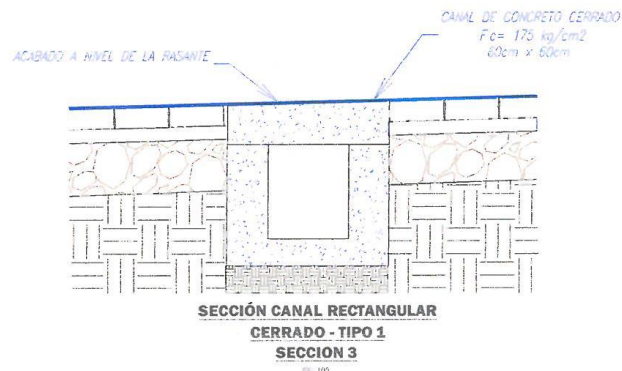 CANAL DE CONCRETO CERRADO
F'c= 175 kg/cm2
60cm x 60cm
ACABADO A NIVEL DE LA RASANTE
SECCIÓN CANAL RECTANGULAR
CERRADO - TIPO 1
SECCION 3